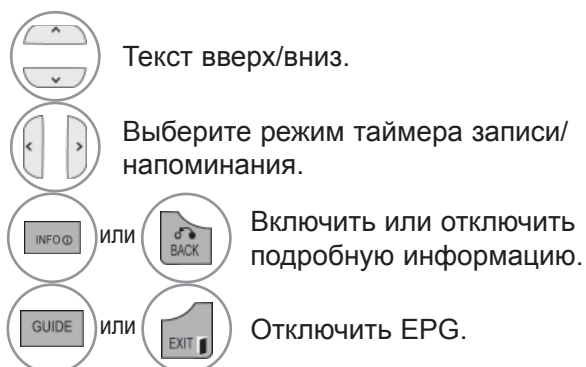 Текст вверх/вниз.
Выберите режим таймера записи/
напоминания.
INFO ⓘ или BACK Включить или отключить
подробную информацию.
GUIDE или EXIT Отключить EPG.